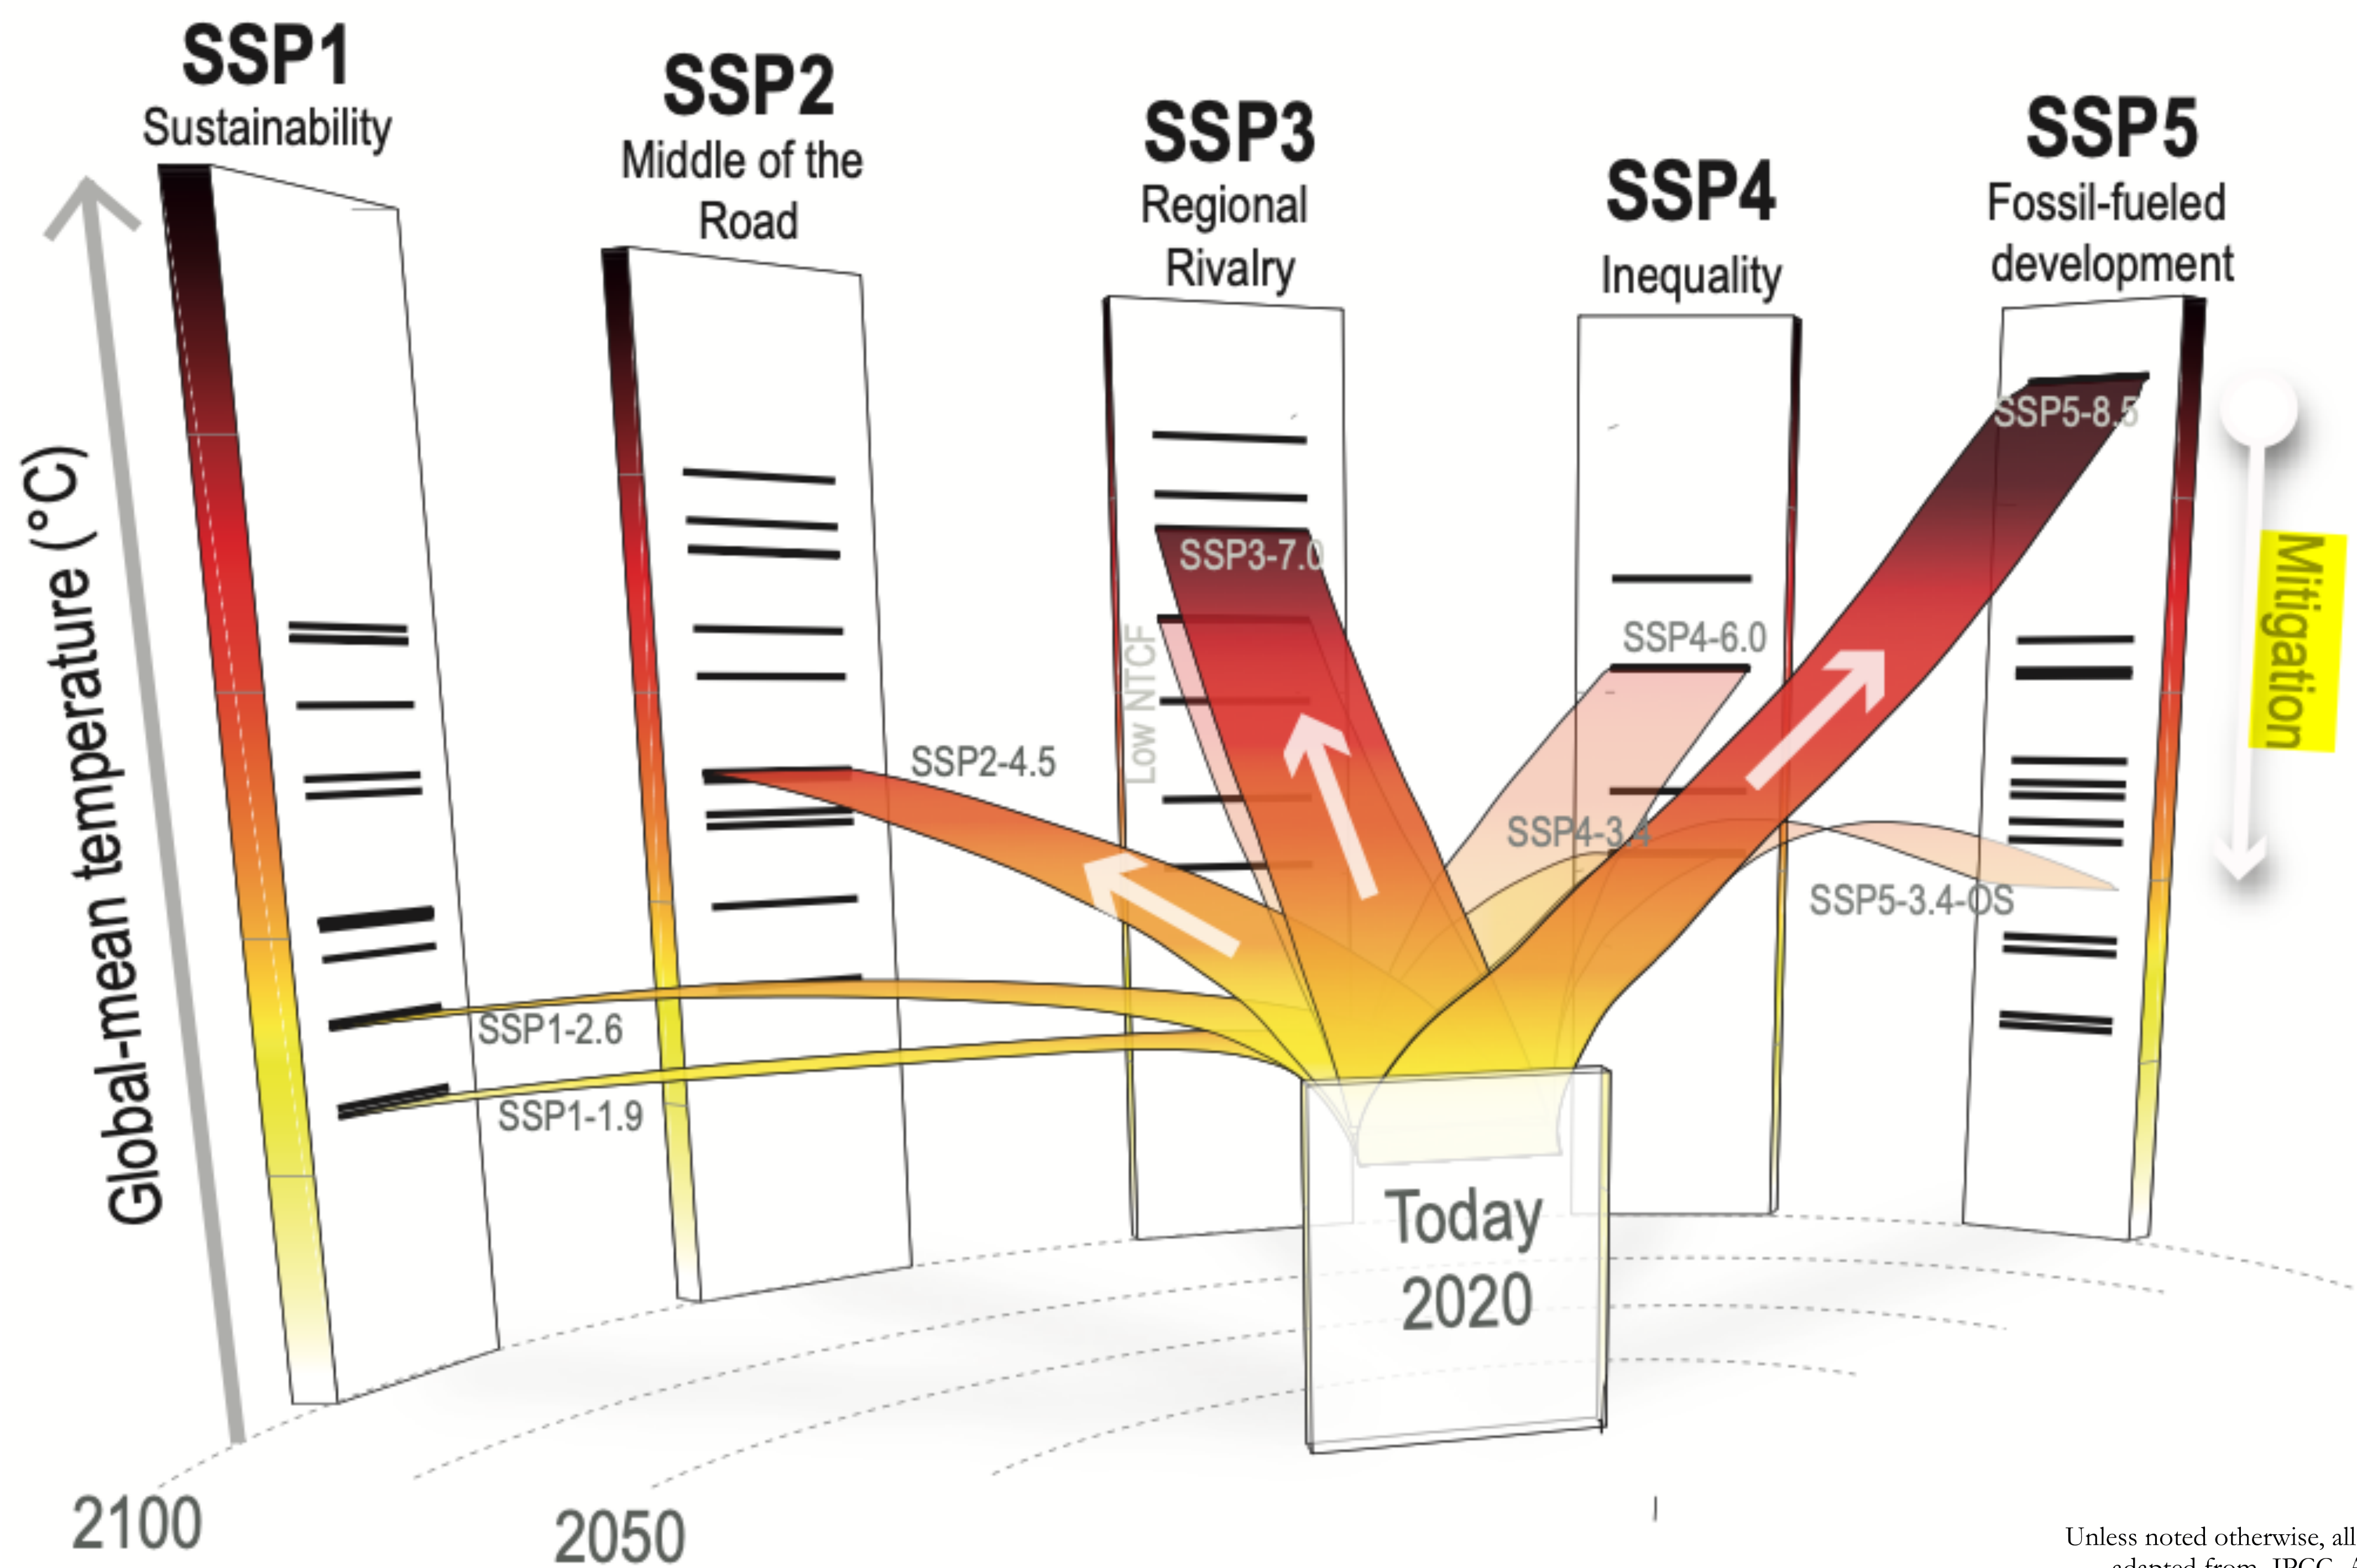 SSP1
Sustainability
SSP2
Middle of the
Road
SSP3
Regional
Rivalry
SSP4
Inequality
SSP5
Fossil-fueled
development
Global-mean temperature (°C)
SSP5-8.5
SSP3-7.0
Low NTCF
SSP4-6.0
Mitigation
SSP2-4.5
SSP4-3.4
SSP5-3.4-OS
SSP1-2.6
SSP1-1.9
Today
2020
2100
2050
Unless noted otherwise, all